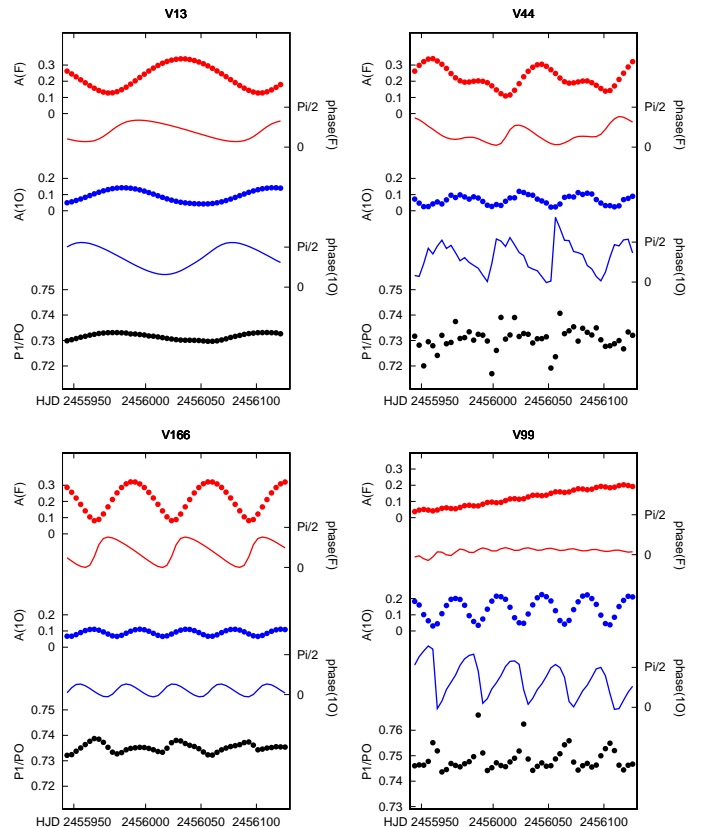 V13
0.3
0.2
0.1
0
A(F)
Pi/2
0
phase(F)
0.2
0.1
0
A(1O)
Pi/2
0
phase(1O)
0.75
0.74
0.73
0.72
P1/PO
HJD 2455950 2456000 2456050 2456100
V44
0.3
0.2
0.1
0
A(F)
Pi/2
0
phase(F)
0.2
0.1
0
A(1O)
Pi/2
0
phase(1O)
0.75
0.74
0.73
0.72
P1/PO
HJD 2455950 2456000 2456050 2456100
V166
0.3
0.2
0.1
0
A(F)
Pi/2
0
phase(F)
0.2
0.1
0
A(1O)
Pi/2
0
phase(1O)
0.75
0.74
0.73
0.72
P1/PO
HJD 2455950 2456000 2456050 2456100
V99
0.3
0.2
0.1
0
A(F)
Pi/2
0
phase(F)
0.2
0.1
0
A(1O)
Pi/2
0
phase(1O)
0.76
0.75
0.74
0.73
P1/PO
HJD 2455950 2456000 2456050 2456100